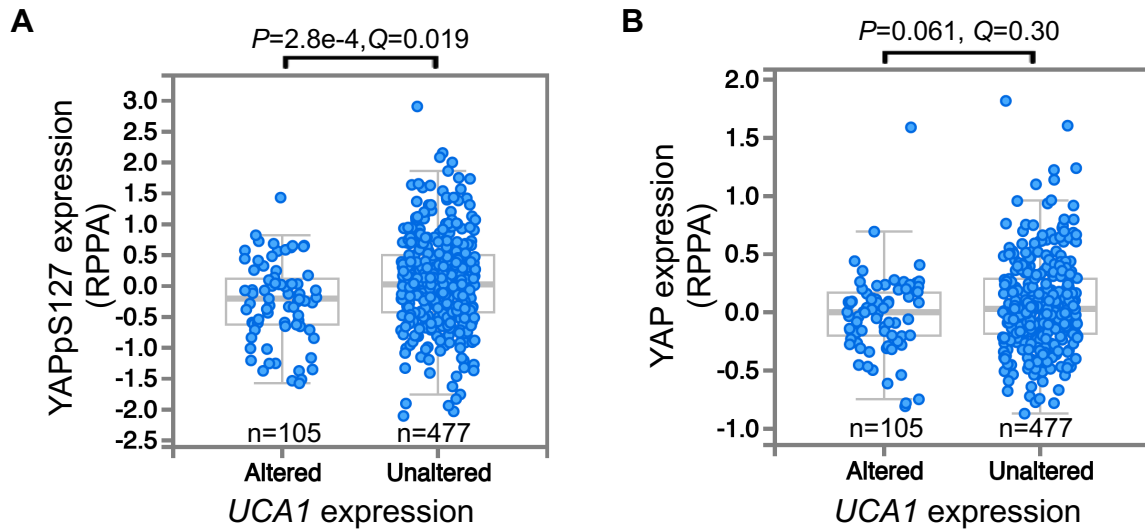 A
P=2.8e-4,Q=0.019
YAPpS127 expression
(RPPA)
3.0
2.5
2.0
1.5
1.0
0.5
0.0
-0.5
-1.0
-1.5
-2.0
-2.5
n=105
n=477
Altered
Unaltered
UCA1 expression
B
P=0.061, Q=0.30
YAP expression
(RPPA)
2.0
1.5
1.0
0.5
0.0
-0.5
-1.0
n=105
n=477
Altered
Unaltered
UCA1 expression